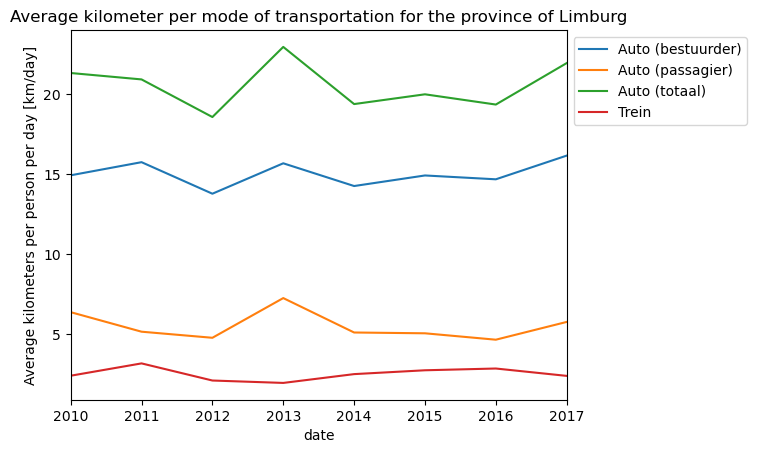 Average kilometer per mode of transportation for the province of Limburg
Average kilometers per person per day [km/day]
20
15
10
5
2010 2011 2012 2013 2014 2015 2016 2017
date
Auto (bestuurder)
Auto (passagier)
Auto (totaal)
Trein